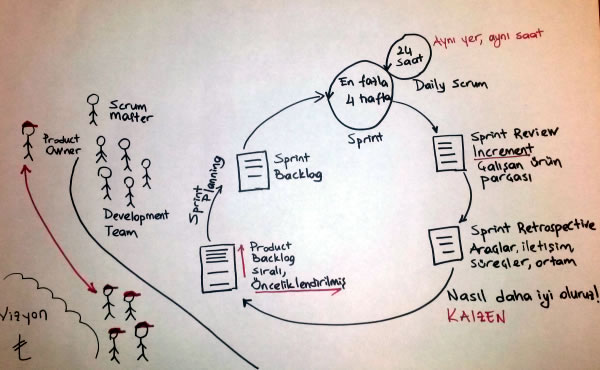 Scrum
Master
Product
Owner
Development
Team
Vizyon
₺
Sprint Planning
Product
Backlog
sıralı,
Önceliklendirilmiş
Sprint
Backlog
En fazla
4 hafta
Sprint
24
saat
Aynı yer, aynı saat
Daily Scrum
Sprint Review
Increment
Çalışan ürün
parçası
Sprint Retrospective
Araçlar, iletişim,
süreçler, ortam
Nasıl daha iyi oluruz!
KAIZEN